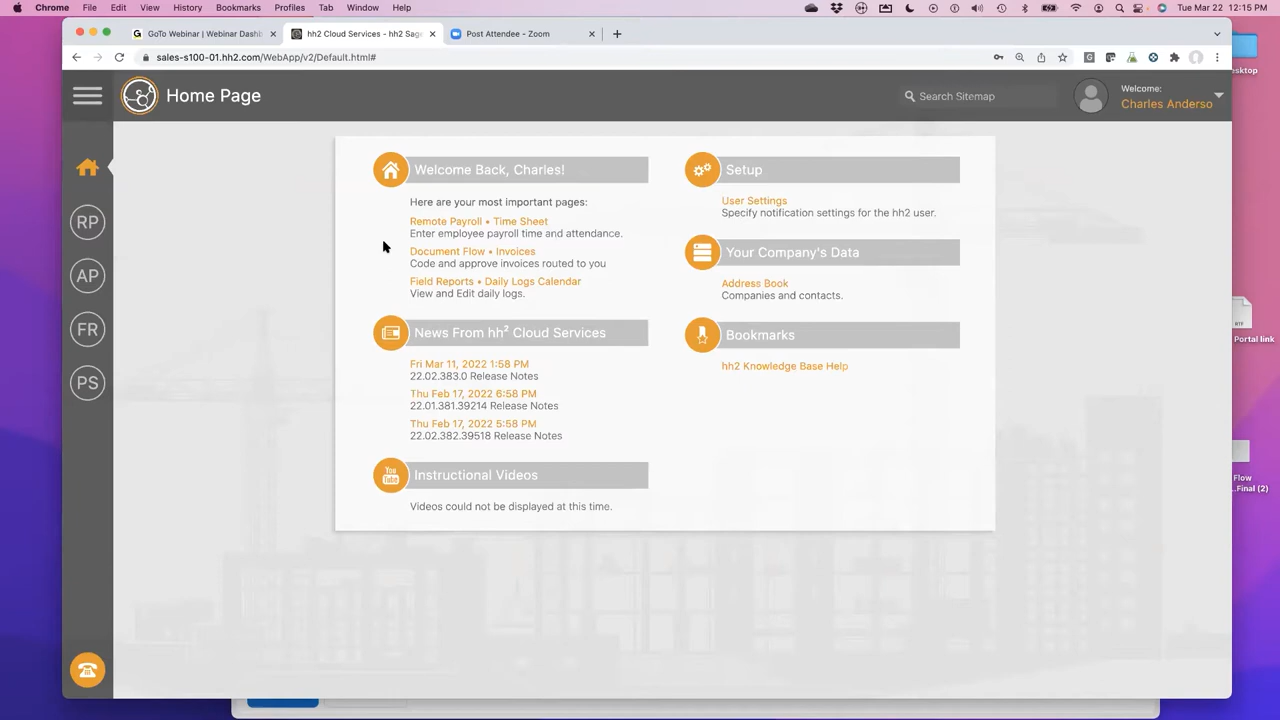 Chrome File Edit View History Bookmarks Profiles Tab Window Help
Tue Mar 22 12:15 PM
GoTo Webinar | Webinar Dashb
hh2 Cloud Services - hh2 Sage
Post Attendee - Zoom
sales-s100-01.hh2.com/WebApp/v2/Default.html#
Home Page
Search Sitemap
Welcome:
Charles Anderso
RP
AP
FR
PS
Welcome Back, Charles!
Here are your most important pages:
Remote Payroll • Time Sheet
Enter employee payroll time and attendance.
Document Flow • Invoices
Code and approve invoices routed to you
Field Reports • Daily Logs Calendar
View and Edit daily logs.
News From hh² Cloud Services
Fri Mar 11, 2022 1:58 PM
22.02.383.0 Release Notes
Thu Feb 17, 2022 6:58 PM
22.01.381.39214 Release Notes
Thu Feb 17, 2022 5:58 PM
22.02.382.39518 Release Notes
You
Tube
Instructional Videos
Videos could not be displayed at this time.
Setup
User Settings
Specify notification settings for the hh2 user.
Your Company's Data
Address Book
Companies and contacts.
Bookmarks
hh2 Knowledge Base Help
esktop
RTF
Portal link
Flow
...Final (2)